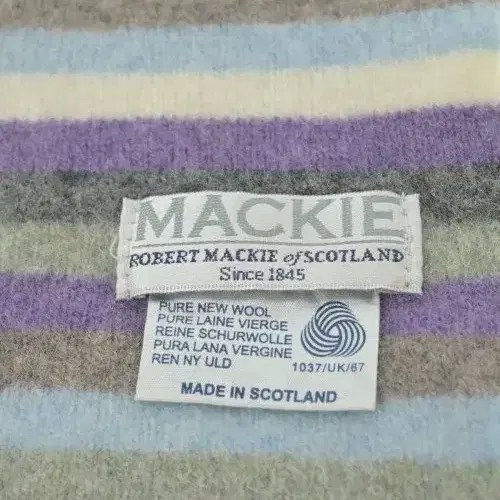 MACKIE
ROBERT MACKIE of SCOTLAND
Since 1845
PURE NEW WOOL
PURE LAINE VIERGE
REINE SCHURWOLLE
PURA LANA VERGINE
REN NY ULD
1037/UK/67
MADE IN SCOTLAND